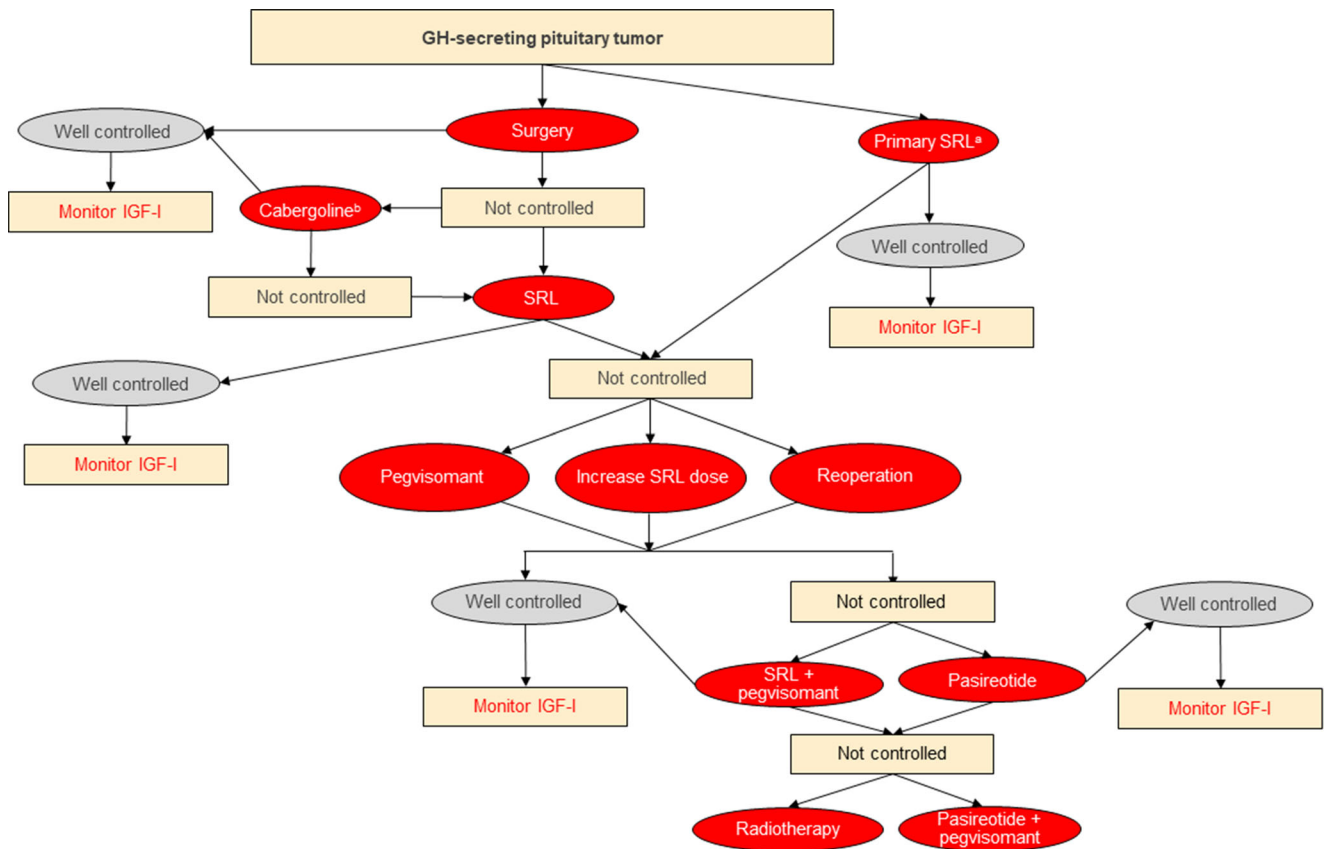 GH-secreting pituitary tumor
Well controlled
Surgery
Primary SRLᵃ
Monitor IGF-I
Cabergolineᵇ
Not controlled
Well controlled
Not controlled
SRL
Monitor IGF-I
Well controlled
Not controlled
Monitor IGF-I
Pegvisomant
Increase SRL dose
Reoperation
Well controlled
Not controlled
Well controlled
SRL +
pegvisomant
Pasireotide
Monitor IGF-I
Monitor IGF-I
Not controlled
Radiotherapy
Pasireotide +
pegvisomant